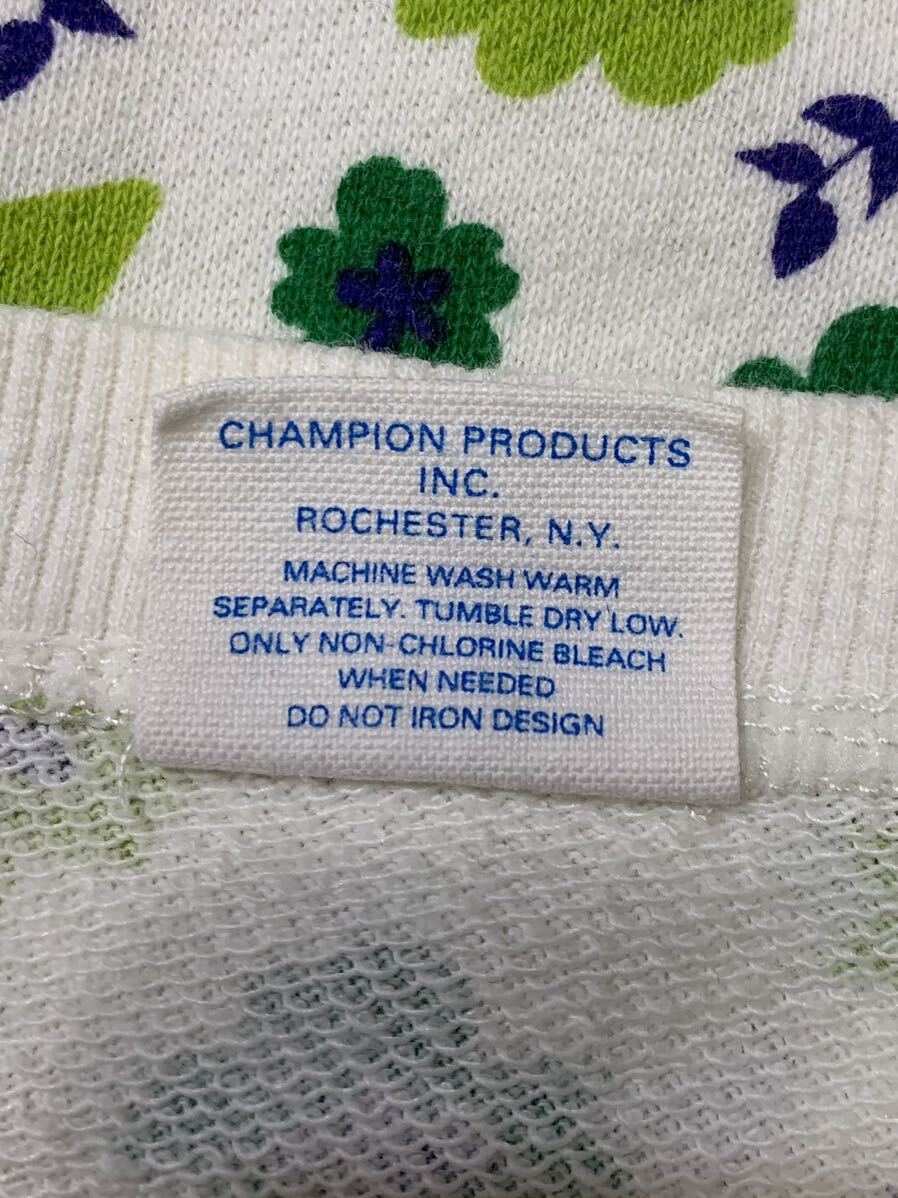 CHAMPION PRODUCTS
INC.
ROCHESTER, N.Y.
MACHINE WASH WARM
SEPARATELY. TUMBLE DRY LOW.
ONLY NON-CHLORINE BLEACH
WHEN NEEDED
DO NOT IRON DESIGN